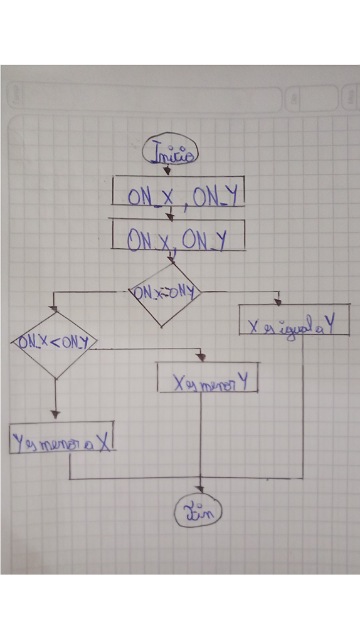 Inicio
ON_X, ON_Y
ON_X, ON_Y
ON_X=ON_Y
X es igual a Y
ON_X<ON_Y
X es menor Y
Y es menor a X
Fin